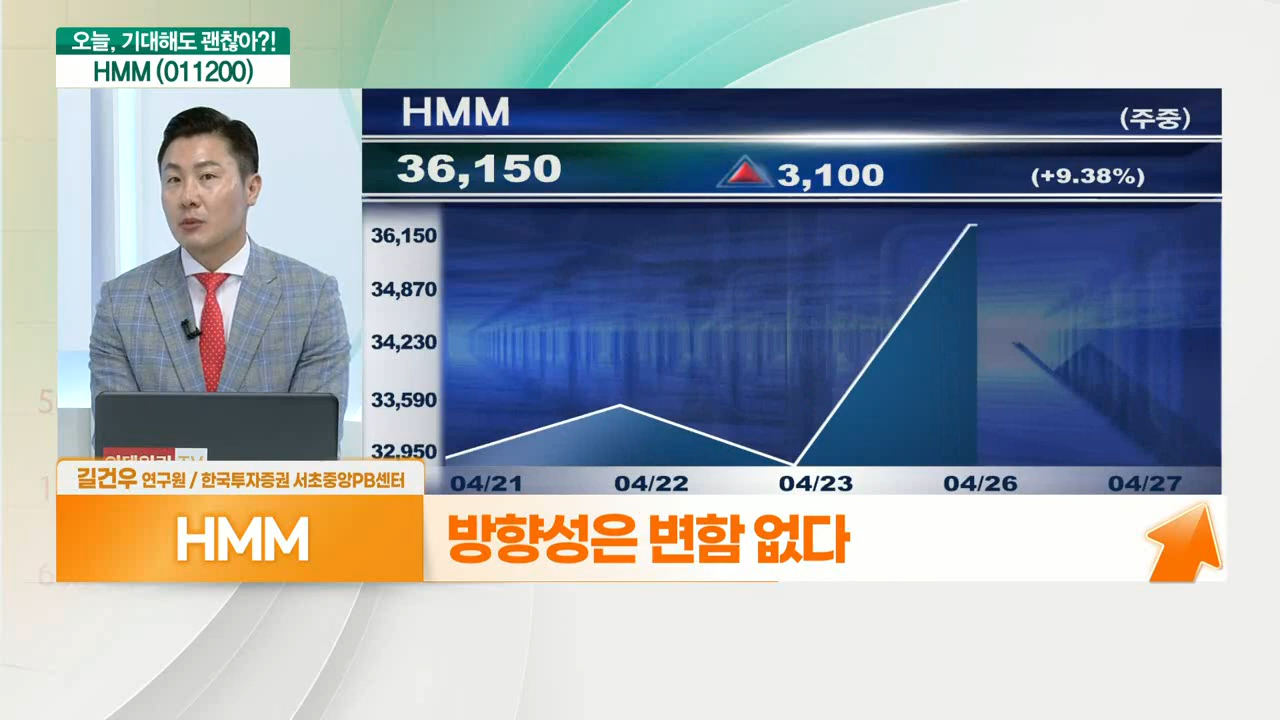 오늘, 기대해도 괜찮아?!
HMM (011200)
HMM
(주중)
36,150
3,100
(+9.38%)
36,150
34,870
34,230
33,590
32,950
04/21
04/22
04/23
04/26
04/27
길건우 연구원 / 한국투자증권 서초중앙PB센터
HMM
방향성은 변함 없다